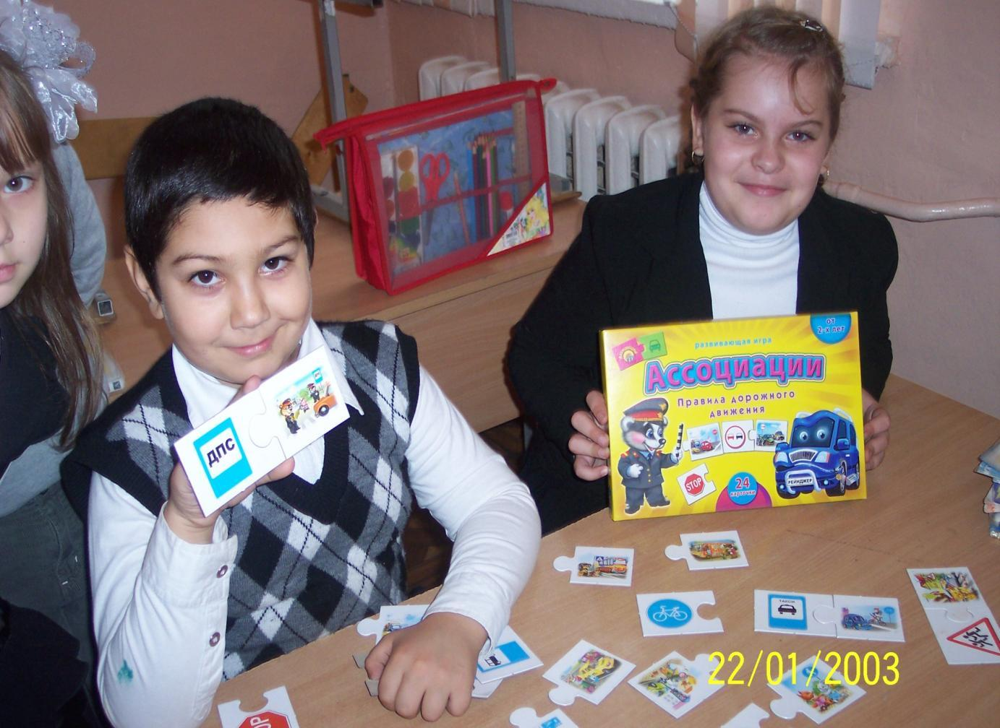 от
2-х лет
развивающая игра
Ассоциации
Правила дорожного
движения
STOP
24
карточки
РЕЙНДЖЕР
ДПС
ТАКСИ
22/01/2003